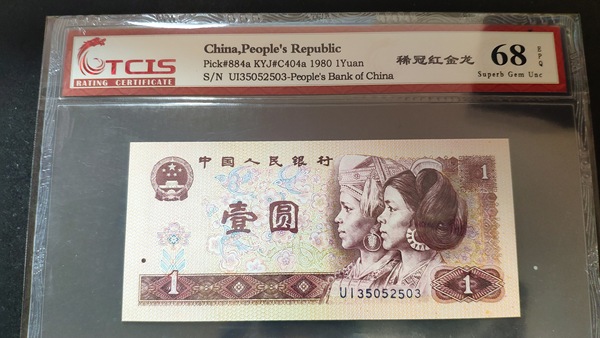 TCIS
RATING CERTIFICATE
China,People's Republic
Pick#884a KYJ#C404a 1980 1Yuan
S/N UI35052503-People's Bank of China
稀冠红金龙
68
EPQ
Superb Gem Unc
中国人民银行
1
壹圆
1
UI35052503
1